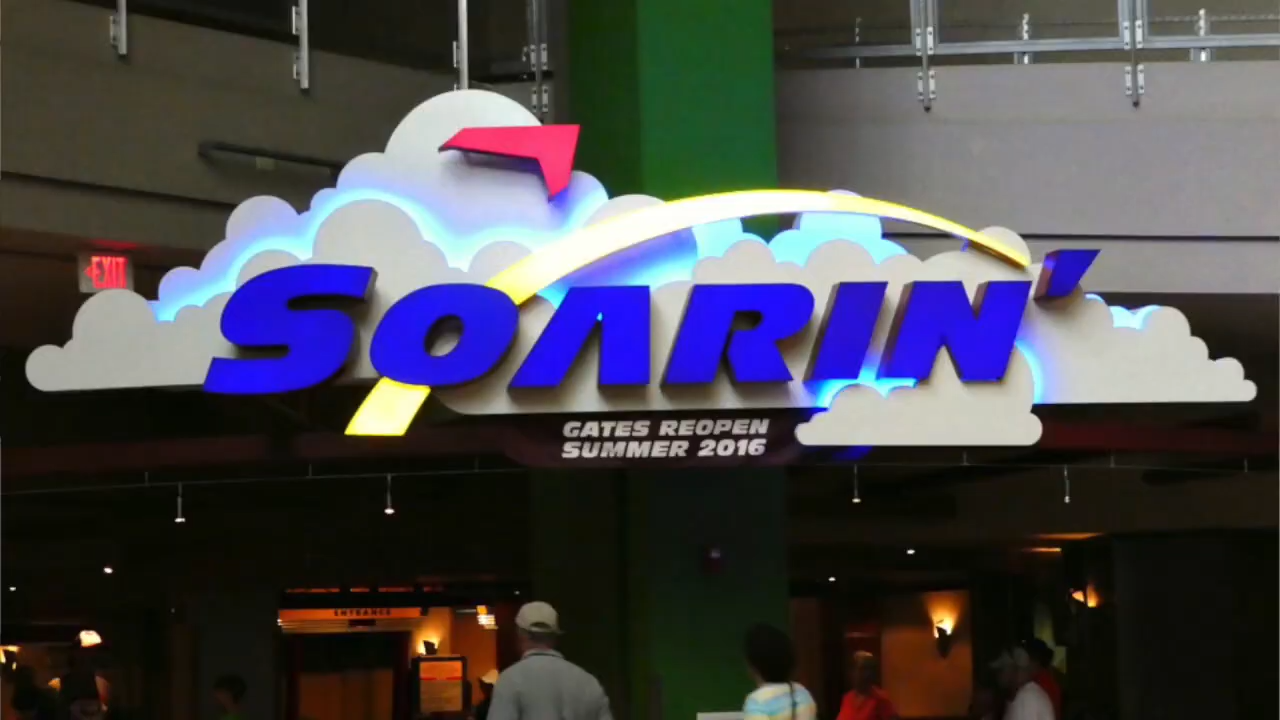 EXIT
SOARIN'
GATES REOPEN
SUMMER 2016
ENTRANCE